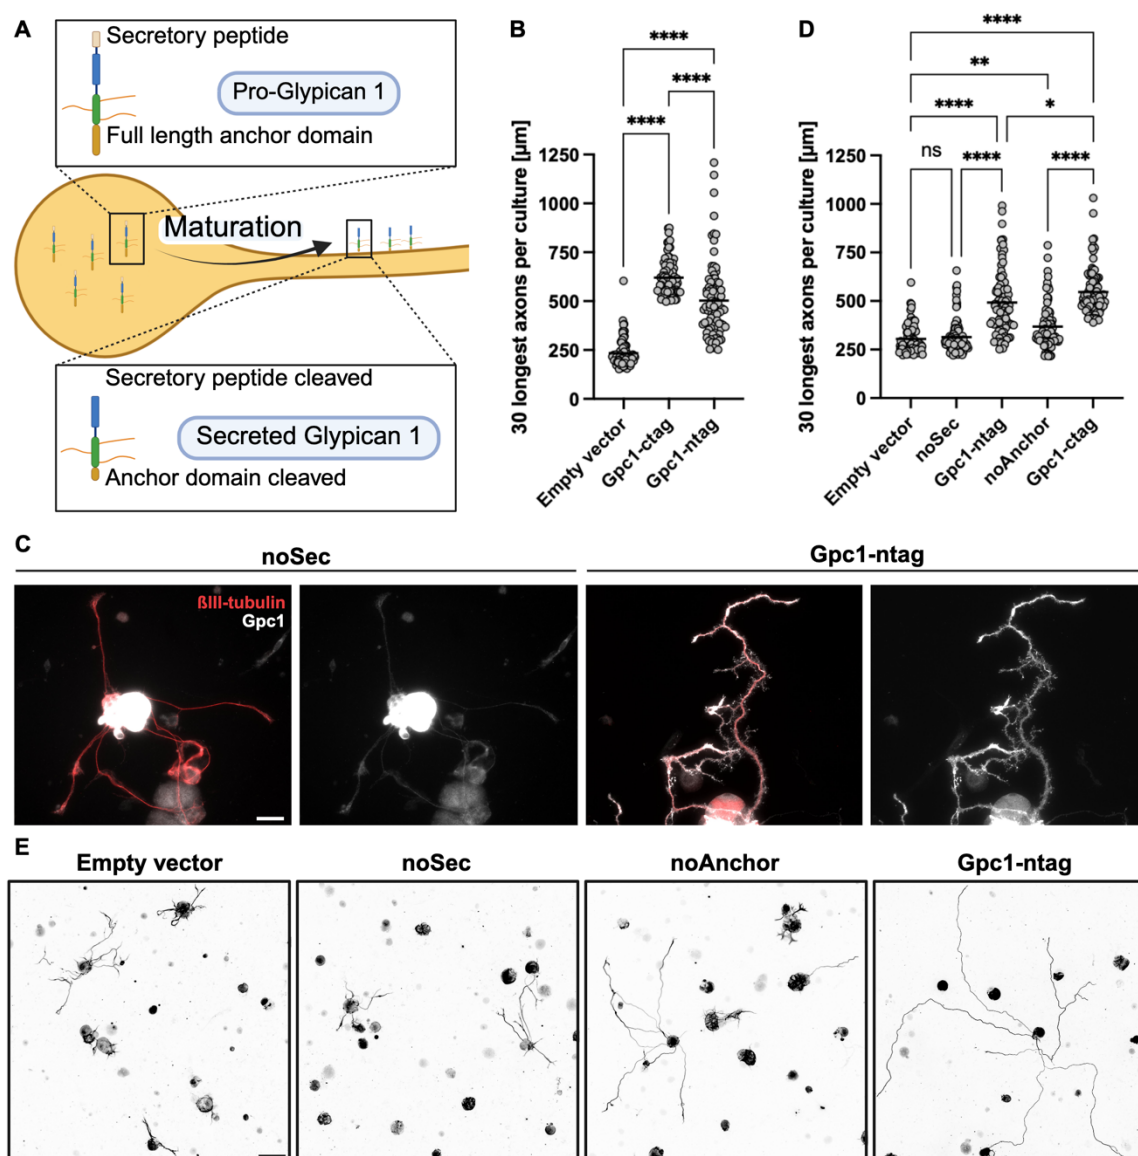 A
Secretory peptide
Pro-Glypican 1
Full length anchor domain
Maturation
Secretory peptide cleaved
Secreted Glypican 1
Anchor domain cleaved
B
****
****
****
30 longest axons per culture [µm]
1250
1000
750
500
250
0
Empty vector
Gpc1-ctag
Gpc1-ntag
D
****
**
****
*
ns
****
****
30 longest axons per culture [µm]
1250
1000
750
500
250
0
Empty vector
noSec
Gpc1-ntag
noAnchor
Gpc1-ctag
C
noSec
Gpc1-ntag
ßIII-tubulin
Gpc1
E
Empty vector
noSec
noAnchor
Gpc1-ntag